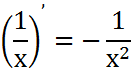 (1/x)′ = − 1/x²